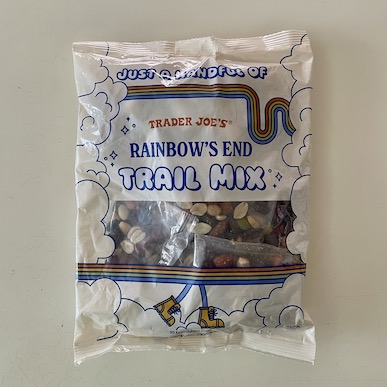 JUST A HANDFUL OF
TRADER JOE'S®
RAINBOW'S END
TRAIL MIX